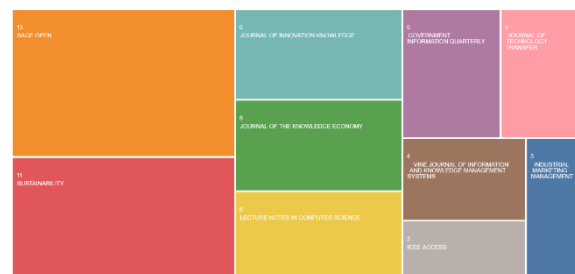 13
SAGE OPEN
11
SUSTAINABILITY
6
JOURNAL OF INNOVATION KNOWLEDGE
6
JOURNAL OF THE KNOWLEDGE ECONOMY
LECTURE NOTES IN COMPUTER SCIENCE
5
GOVERNMENT
INFORMATION QUARTERLY
4
JOURNAL OF
TECHNOLOGY
TRANSFER
4
VINE JOURNAL OF INFORMATION
AND KNOWLEDGE MANAGEMENT
SYSTEMS
3
INDUSTRIAL
MARKETING
MANAGEMENT
3
IEEE ACCESS